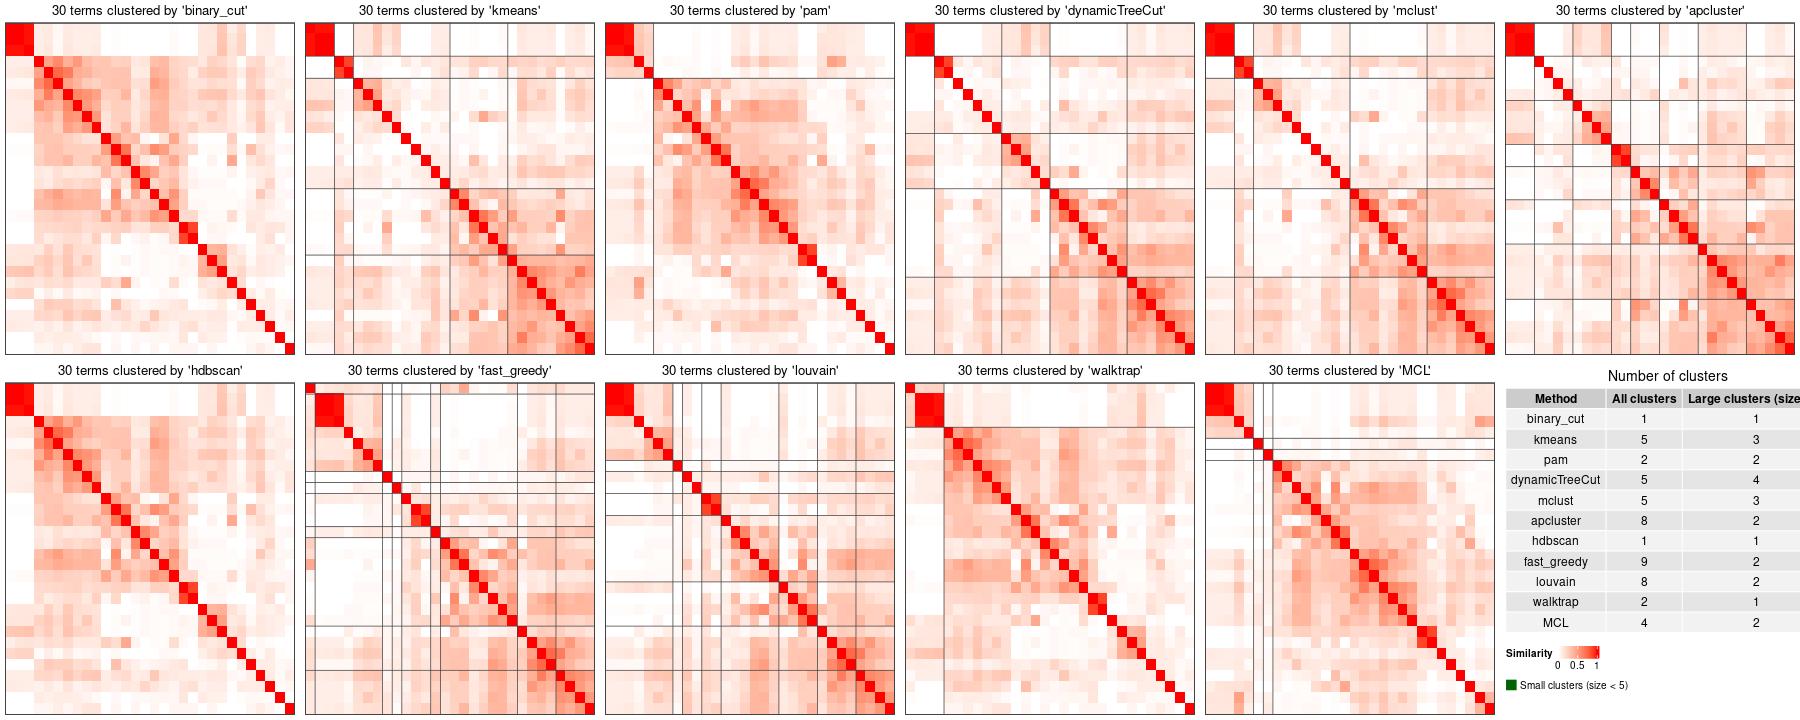 30 terms clustered by 'binary_cut'
30 terms clustered by 'kmeans'
30 terms clustered by 'pam'
30 terms clustered by 'dynamicTreeCut'
30 terms clustered by 'mclust'
30 terms clustered by 'apcluster'
30 terms clustered by 'hdbscan'
30 terms clustered by 'fast_greedy'
30 terms clustered by 'louvain'
30 terms clustered by 'walktrap'
30 terms clustered by 'MCL'
Number of clusters
Method All clusters Large clusters (size
binary_cut 1 1
kmeans 5 3
pam 2 2
dynamicTreeCut 5 4
mclust 5 3
apcluster 8 2
hdbscan 1 1
fast_greedy 9 2
louvain 8 2
walktrap 2 1
MCL 4 2
Similarity
0 0.5 1
Small clusters (size < 5)